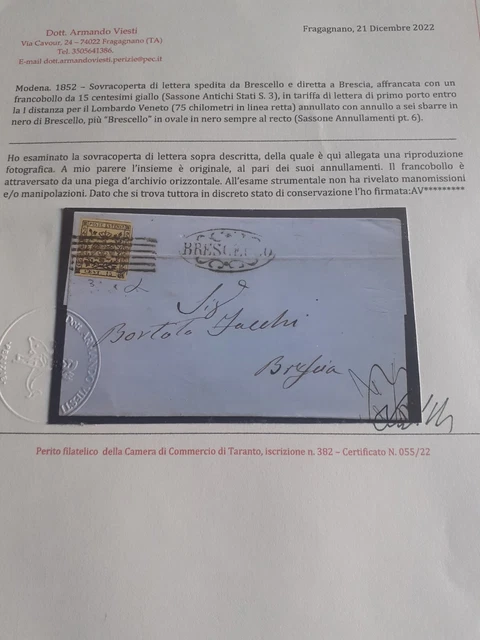 Dott. Armando Viesti
Via Cavour, 24 – 74022 Fragagnano (TA)
Tel. 3505641386.
E-mail dott.armandoviesti.perizie@pec.it
Fragagnano, 21 Dicembre 2022
Modena. 1852 – Sovracoperta di lettera spedita da Brescello e diretta a Brescia, affrancata con un
francobollo da 15 centesimi giallo (Sassone Antichi Stati S. 3), in tariffa di lettera di primo porto entro
la I distanza per il Lombardo Veneto (75 chilometri in linea retta) annullato con annullo a sei sbarre in
nero di Brescello, più "Brescello" in ovale in nero sempre al recto (Sassone Annullamenti pt. 6).
Ho esaminato la sovracoperta di lettera sopra descritta, della quale è qui allegata una riproduzione
fotografica. A mio parere l'insieme è originale, al pari dei suoi annullamenti. Il francobollo è
attraversato da una piega d'archivio orizzontale. All'esame strumentale non ha rivelato manomissioni
e/o manipolazioni. Dato che si trova tuttora in discreto stato di conservazione l'ho firmata:AV*********
BRESCELLO
Sig
Bortolo Facchi
Brescia
Perito filatelico della Camera di Commercio di Taranto, iscrizione n. 382 – Certificato N. 055/22